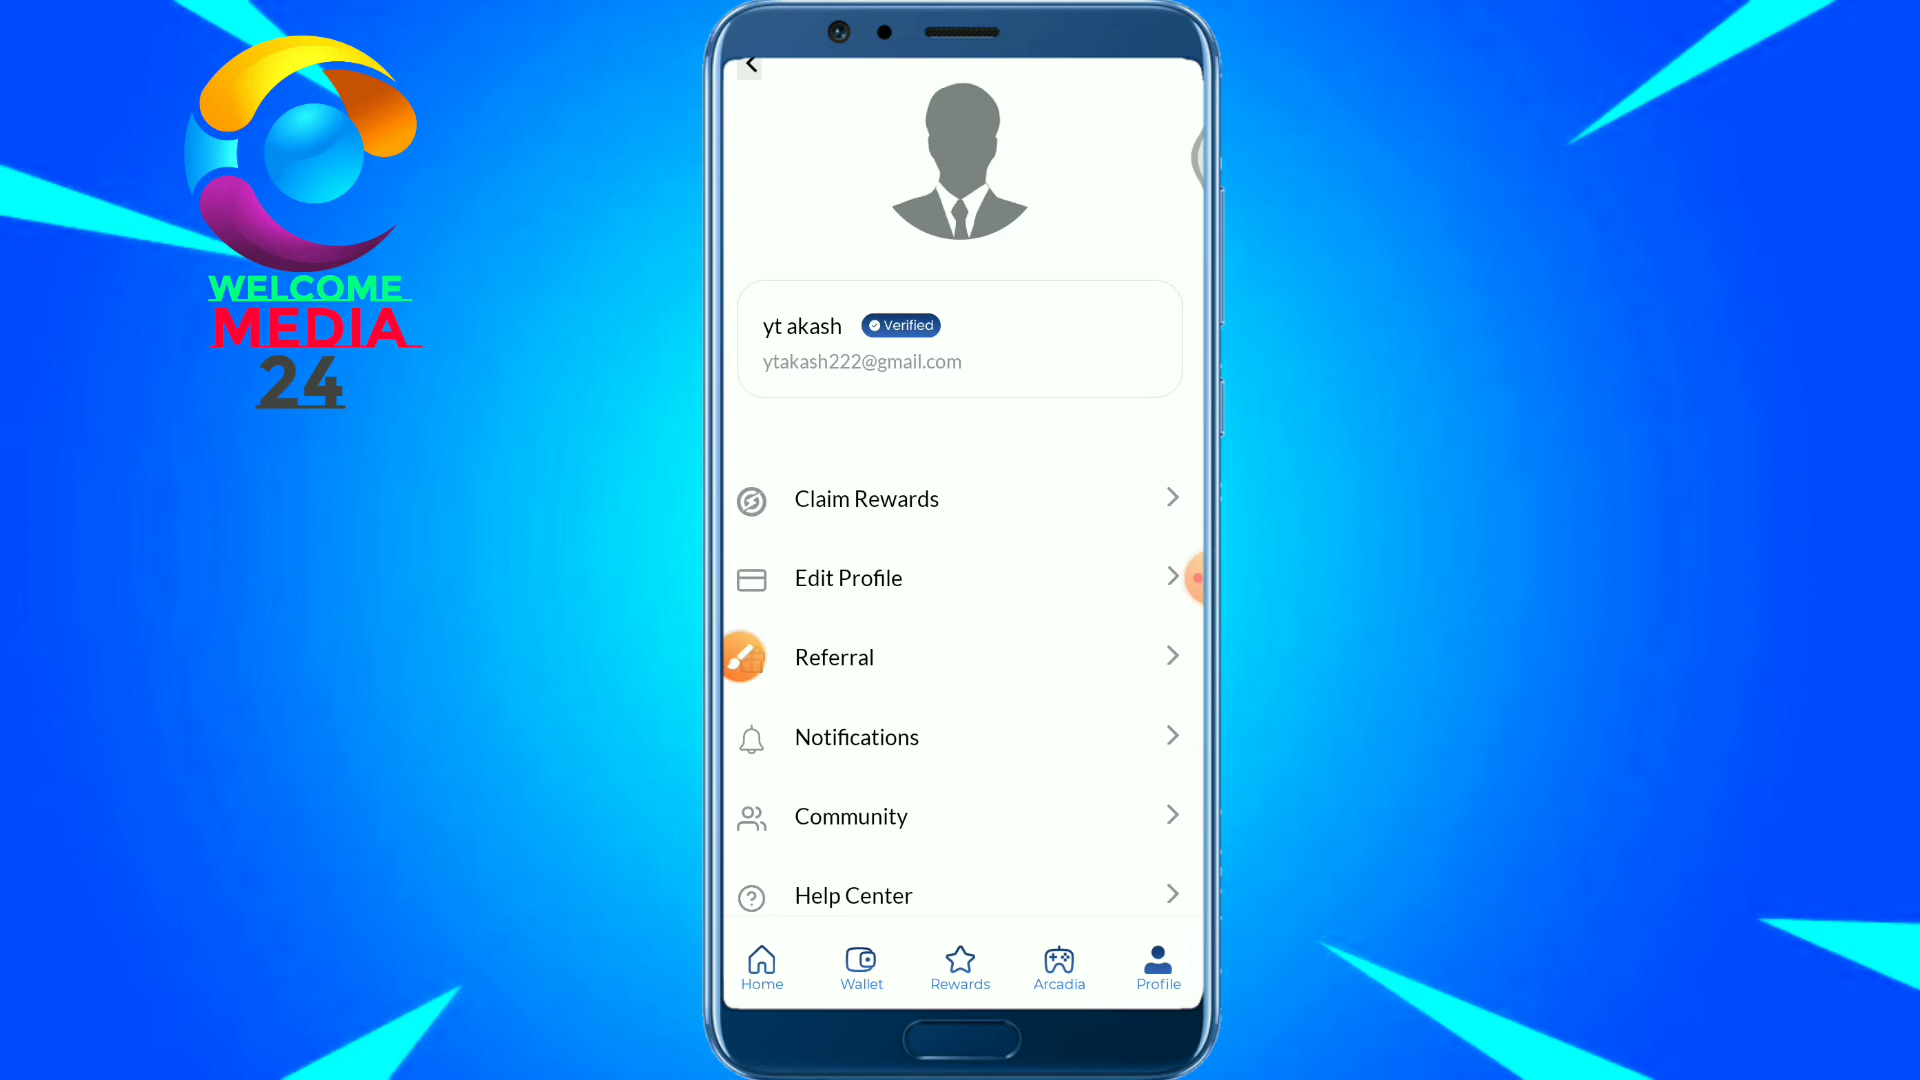 WELCOME
MEDIA
24
yt akash
Verified
ytakash222@gmail.com
Claim Rewards
Edit Profile
Referral
Notifications
Community
Help Center
Home
Wallet
Rewards
Arcadia
Profile